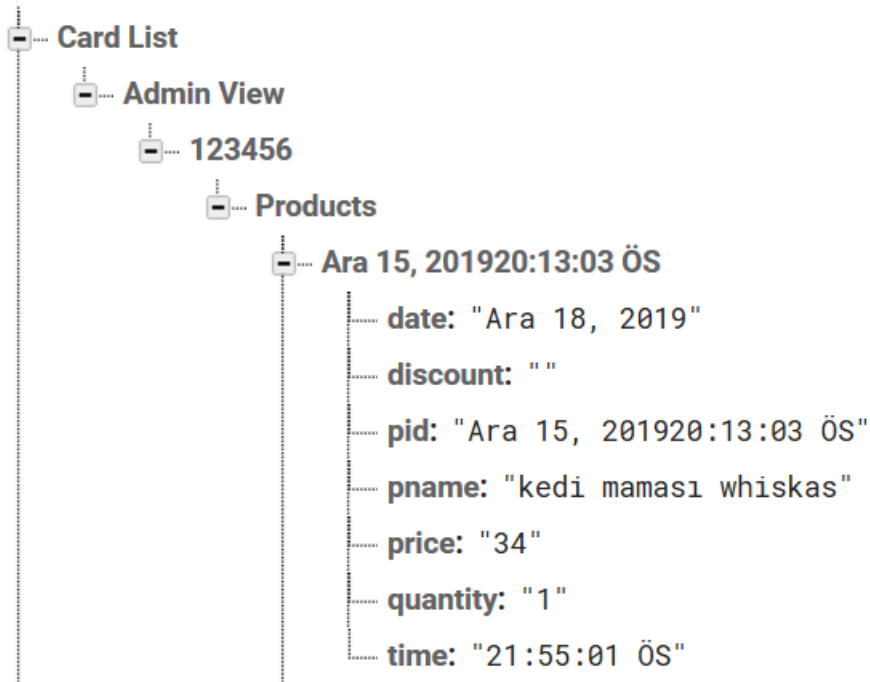 Card List
Admin View
123456
Products
Ara 15, 201920:13:03 ÖS
date: "Ara 18, 2019"
discount: ""
pid: "Ara 15, 201920:13:03 ÖS"
pname: "kedi maması whiskas"
price: "34"
quantity: "1"
time: "21:55:01 ÖS"